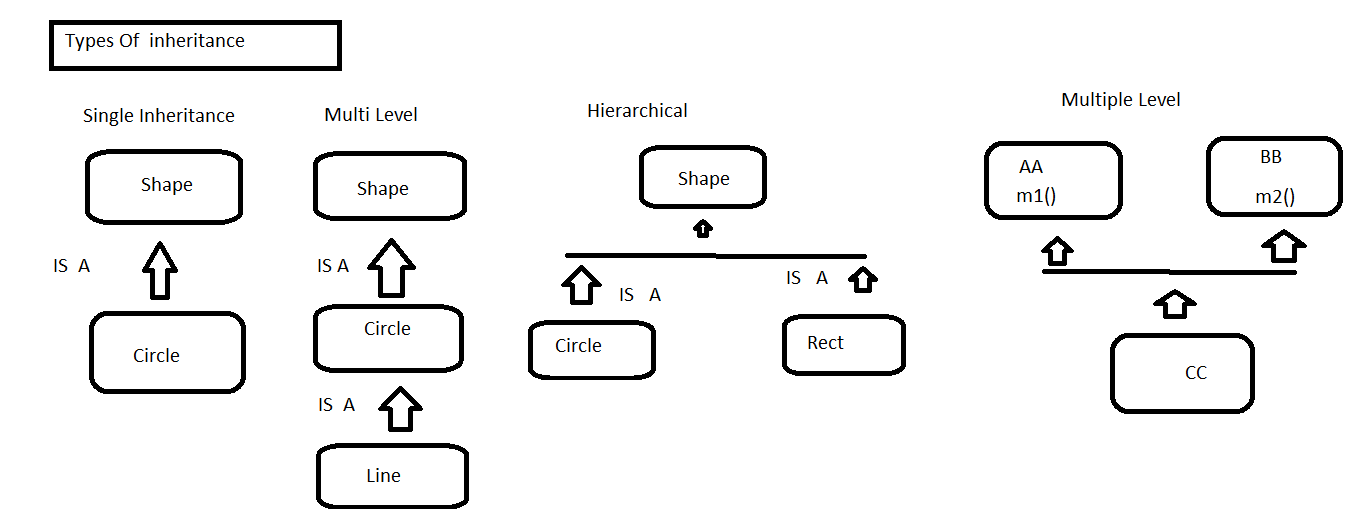 Types Of inheritance
Single Inheritance
Shape
IS A
Circle
Multi Level
Shape
IS A
Circle
IS A
Line
Hierarchical
Shape
IS A
IS A
Circle
Rect
Multiple Level
AA
m1()
BB
m2()
CC